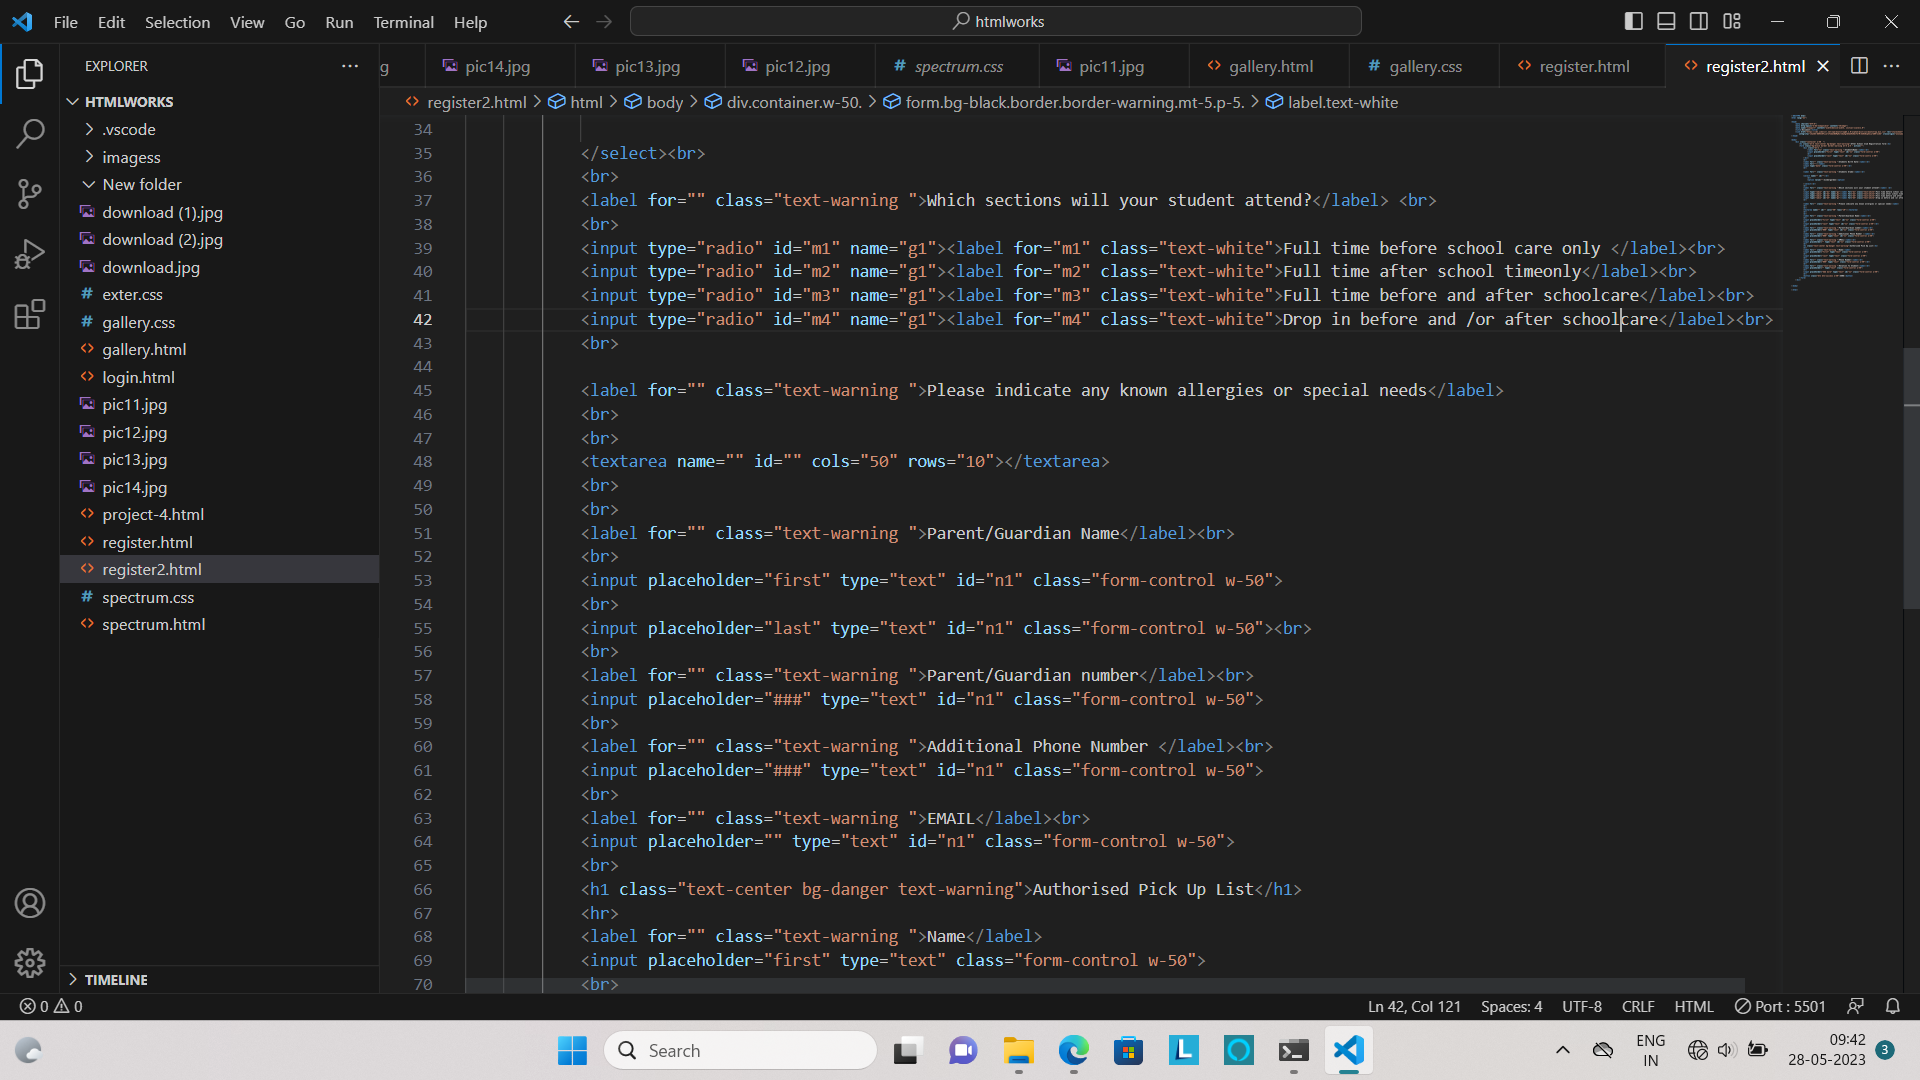 File Edit Selection View Go Run Terminal Help
htmlworks
EXPLORER
g pic14.jpg pic13.jpg pic12.jpg # spectrum.css pic11.jpg <> gallery.html # gallery.css <> register.html <> register2.html
<> register2.html > html > body > div.container.w-50. > form.bg-black.border.border-warning.mt-5.p-5. > label.text-white
HTMLWORKS
.vscode
imagess
New folder
download (1).jpg
download (2).jpg
download.jpg
# exter.css
# gallery.css
<> gallery.html
<> login.html
pic11.jpg
pic12.jpg
pic13.jpg
pic14.jpg
<> project-4.html
<> register.html
<> register2.html
# spectrum.css
<> spectrum.html
TIMELINE
34
35 </select><br>
36 <br>
37 <label for="" class="text-warning ">Which sections will your student attend?</label> <br>
38 <br>
39 <input type="radio" id="m1" name="g1"><label for="m1" class="text-white">Full time before school care only </label><br>
40 <input type="radio" id="m2" name="g1"><label for="m2" class="text-white">Full time after school timeonly</label><br>
41 <input type="radio" id="m3" name="g1"><label for="m3" class="text-white">Full time before and after schoolcare</label><br>
42 <input type="radio" id="m4" name="g1"><label for="m4" class="text-white">Drop in before and /or after schoolcare</label><br>
43 <br>
44
45 <label for="" class="text-warning ">Please indicate any known allergies or special needs</label>
46 <br>
47 <br>
48 <textarea name="" id="" cols="50" rows="10"></textarea>
49 <br>
50 <br>
51 <label for="" class="text-warning ">Parent/Guardian Name</label><br>
52 <br>
53 <input placeholder="first" type="text" id="n1" class="form-control w-50">
54 <br>
55 <input placeholder="last" type="text" id="n1" class="form-control w-50"><br>
56 <br>
57 <label for="" class="text-warning ">Parent/Guardian number</label><br>
58 <input placeholder="###" type="text" id="n1" class="form-control w-50">
59 <br>
60 <label for="" class="text-warning ">Additional Phone Number </label><br>
61 <input placeholder="###" type="text" id="n1" class="form-control w-50">
62 <br>
63 <label for="" class="text-warning ">EMAIL</label><br>
64 <input placeholder="" type="text" id="n1" class="form-control w-50">
65 <br>
66 <h1 class="text-center bg-danger text-warning">Authorised Pick Up List</h1>
67 <hr>
68 <label for="" class="text-warning ">Name</label>
69 <input placeholder="first" type="text" class="form-control w-50">
70 <br>
0 0 Ln 42, Col 121 Spaces: 4 UTF-8 CRLF HTML Port : 5501
Search
ENG
IN
09:42
28-05-2023
3